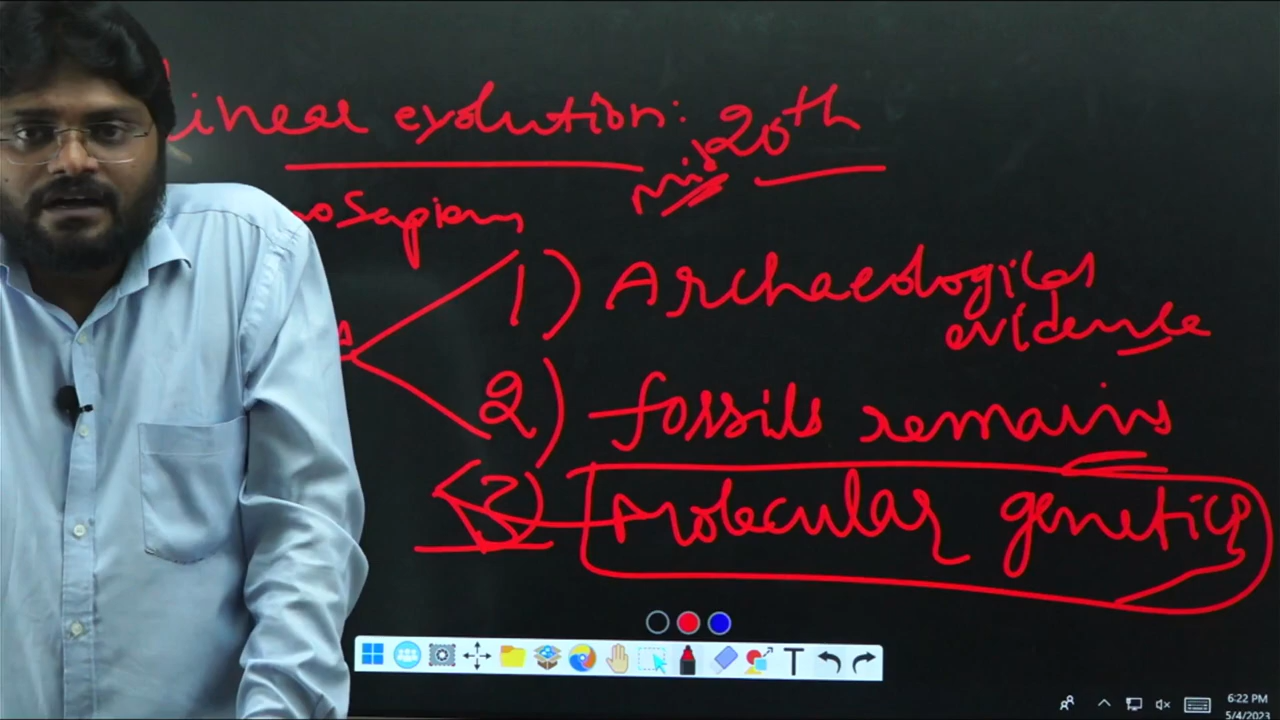 Linear evolution: 20th
mid
Sapiens
1) Archaeological
evidence
2) fossils remains
3) molecular genetics
T
6:22 PM
5/4/2023